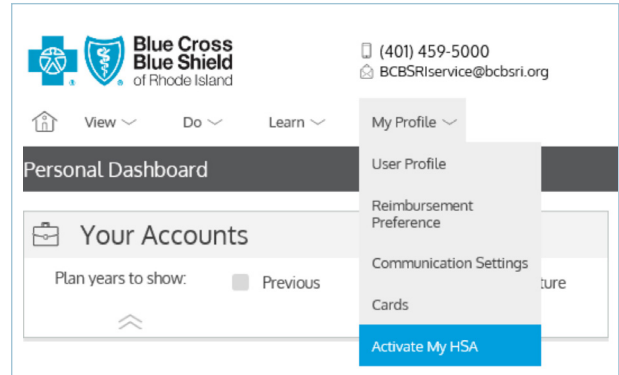 Blue Cross
Blue Shield
of Rhode Island
(401) 459-5000
BCBSRIservice@bcbsri.org
View
Do
Learn
My Profile
Personal Dashboard
User Profile
Reimbursement
Preference
Communication Settings
Cards
Activate My HSA
Your Accounts
Plan years to show:
Previous